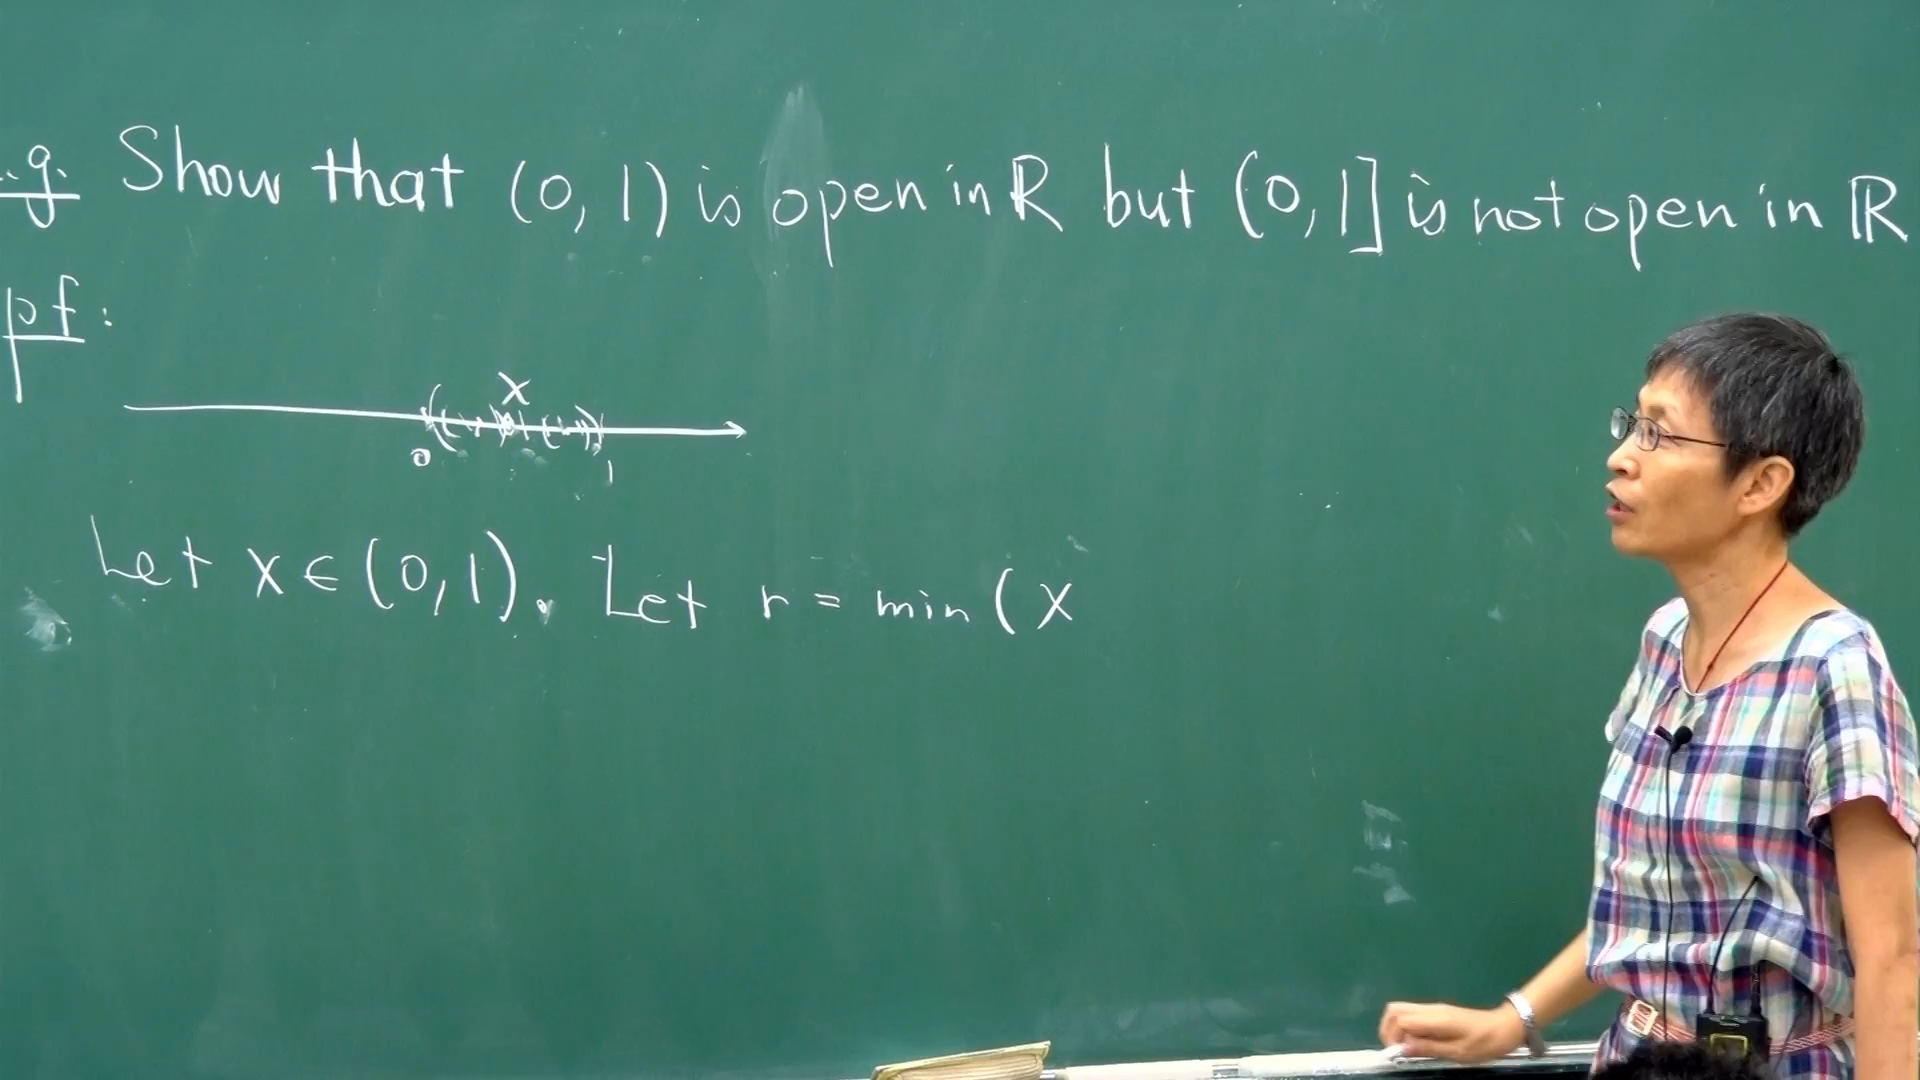 .g. Show that (0, 1) is open in ℝ but (0, 1] is not open in ℝ
pf:
x
0 1
Let x ∈ (0, 1). Let r = min (x